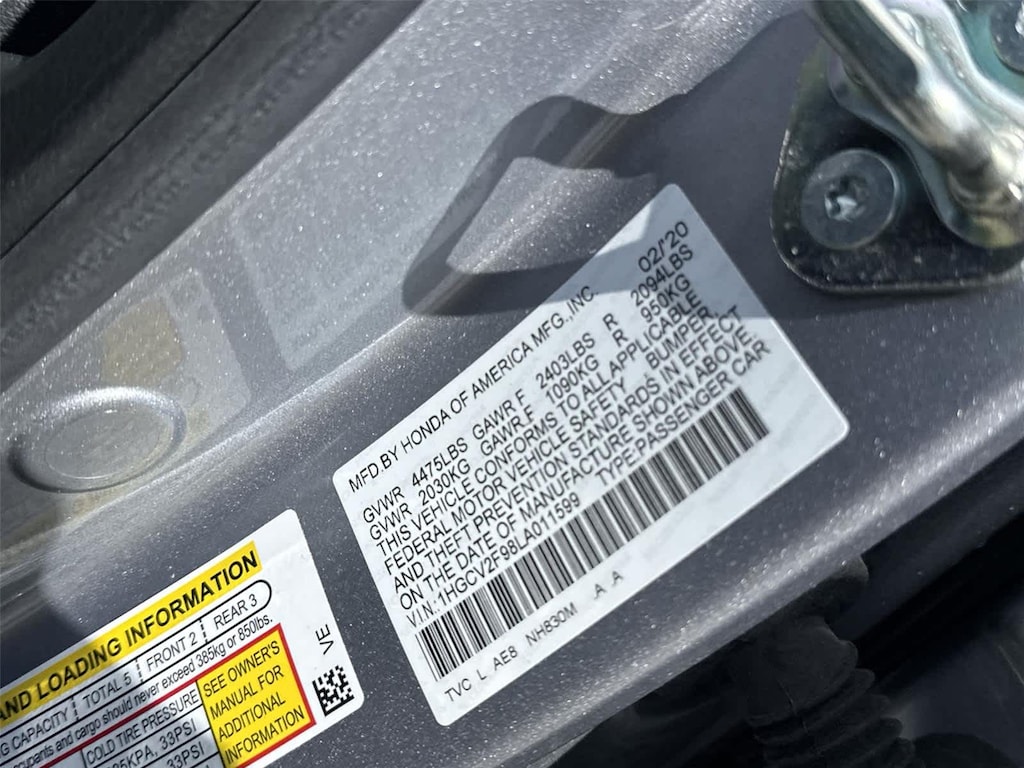 MFD.BY HONDA OF AMERICA MFG.,INC 02/'20
GVWR 4475LBS GAWR F 2403LBS R 2094LBS
GVWR 2030KG GAWR F 1090KG R 950KG
THIS VEHICLE CONFORMS TO ALL APPLICABLE
FEDERAL MOTOR VEHICLE SAFETY, BUMPER,
AND THEFT PREVENTION STANDARDS IN EFFECT
ON THE DATE OF MANUFACTURE SHOWN ABOVE.
V.I.N:1HGCV2F98LA011599 TYPE:PASSENGER CAR
TVC L AE8 NH830M A A
AND LOADING INFORMATION
CAPACITY TOTAL 5 FRONT 2 REAR 3
and cargo should never exceed 385kg or 850lbs.
COLD TIRE PRESSURE
33PSI
33PSI
SEE OWNER'S
MANUAL FOR
ADDITIONAL
INFORMATION
VE